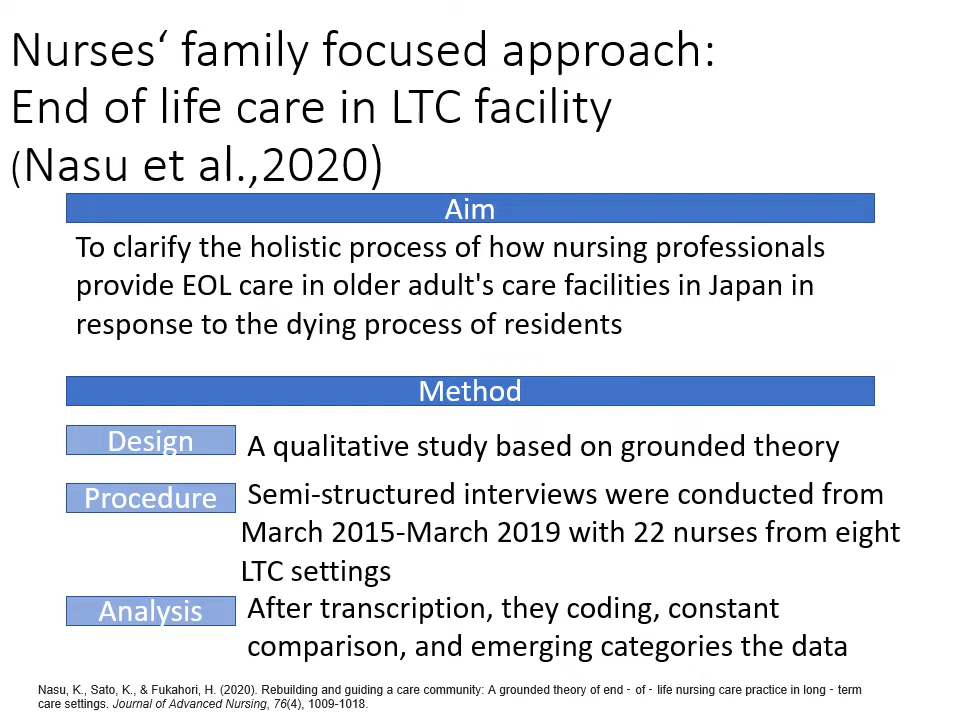 Nurses‘ family focused approach:
End of life care in LTC facility
(Nasu et al.,2020)
Aim
To clarify the holistic process of how nursing professionals
provide EOL care in older adult's care facilities in Japan in
response to the dying process of residents
Method
Design
A qualitative study based on grounded theory
Procedure
Semi-structured interviews were conducted from
March 2015-March 2019 with 22 nurses from eight
LTC settings
Analysis
After transcription, they coding, constant
comparison, and emerging categories the data
Nasu, K., Sato, K., & Fukahori, H. (2020). Rebuilding and guiding a care community: A grounded theory of end‐of‐life nursing care practice in long‐term
care settings. Journal of Advanced Nursing, 76(4), 1009-1018.